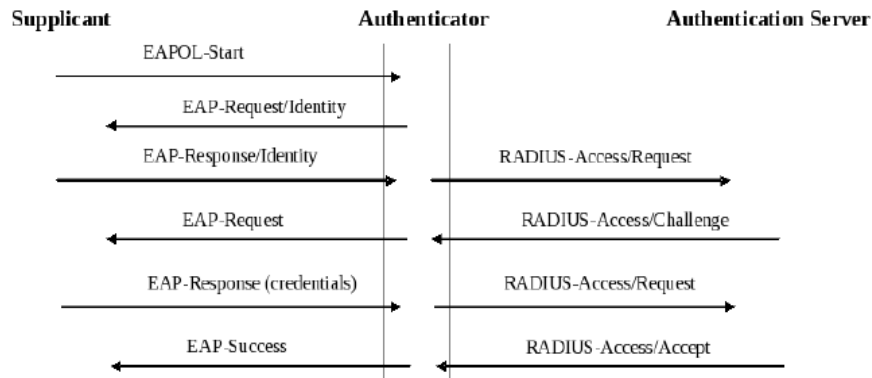 Supplicant Authenticator Authentication Server
EAPOL-Start
EAP-Request/Identity
EAP-Response/Identity RADIUS-Access/Request
EAP-Request RADIUS-Access/Challenge
EAP-Response (credentials) RADIUS-Access/Request
EAP-Success RADIUS-Access/Accept